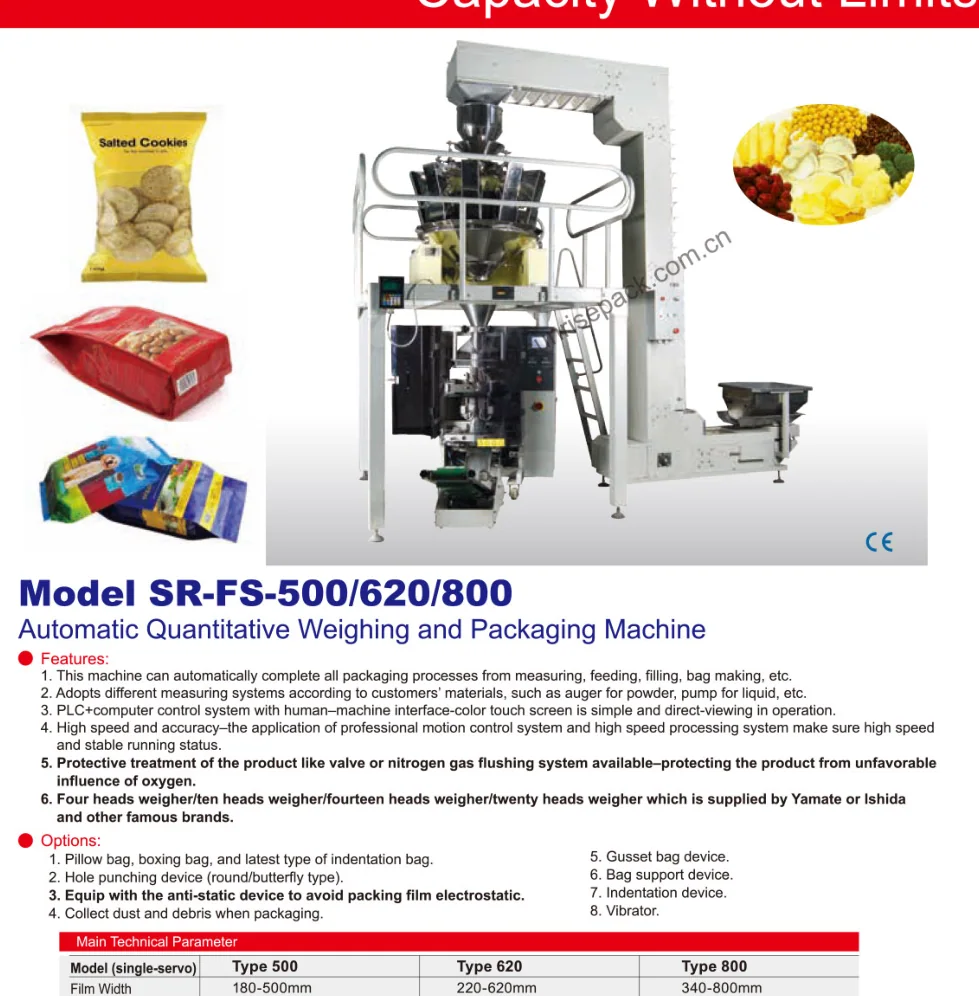 Capacity Without Limits
Salted Cookies
risepack.com.cn
CE
Model SR-FS-500/620/800
Automatic Quantitative Weighing and Packaging Machine
Features:
1. This machine can automatically complete all packaging processes from measuring, feeding, filling, bag making, etc.
2. Adopts different measuring systems according to customers' materials, such as auger for powder, pump for liquid, etc.
3. PLC+computer control system with human–machine interface-color touch screen is simple and direct-viewing in operation.
4. High speed and accuracy–the application of professional motion control system and high speed processing system make sure high speed
and stable running status.
5. Protective treatment of the product like valve or nitrogen gas flushing system available–protecting the product from unfavorable
influence of oxygen.
6. Four heads weigher/ten heads weigher/fourteen heads weigher/twenty heads weigher which is supplied by Yamate or Ishida
and other famous brands.
Options:
1. Pillow bag, boxing bag, and latest type of indentation bag.
2. Hole punching device (round/butterfly type).
3. Equip with the anti-static device to avoid packing film electrostatic.
4. Collect dust and debris when packaging.
5. Gusset bag device.
6. Bag support device.
7. Indentation device.
8. Vibrator.
Main Technical Parameter
Model (single-servo) Type 500 Type 620 Type 800
Film Width 180-500mm 220-620mm 340-800mm